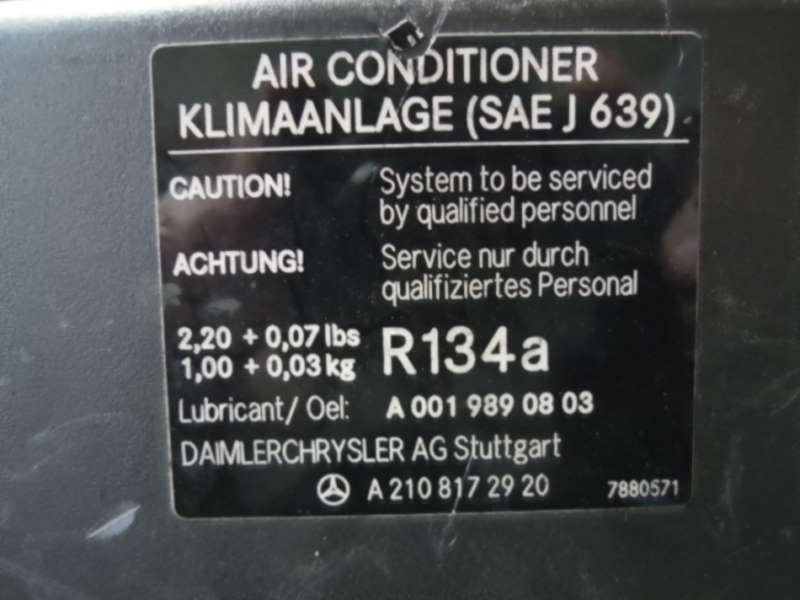 AIR CONDITIONER
KLIMAANLAGE (SAE J 639)
CAUTION! System to be serviced
by qualified personnel
ACHTUNG! Service nur durch
qualifiziertes Personal
2,20 + 0,07 lbs
1,00 + 0,03 kg R134a
Lubricant/ Oel: A 001 989 08 03
DAIMLERCHRYSLER AG Stuttgart
A 210 817 29 20 7880571